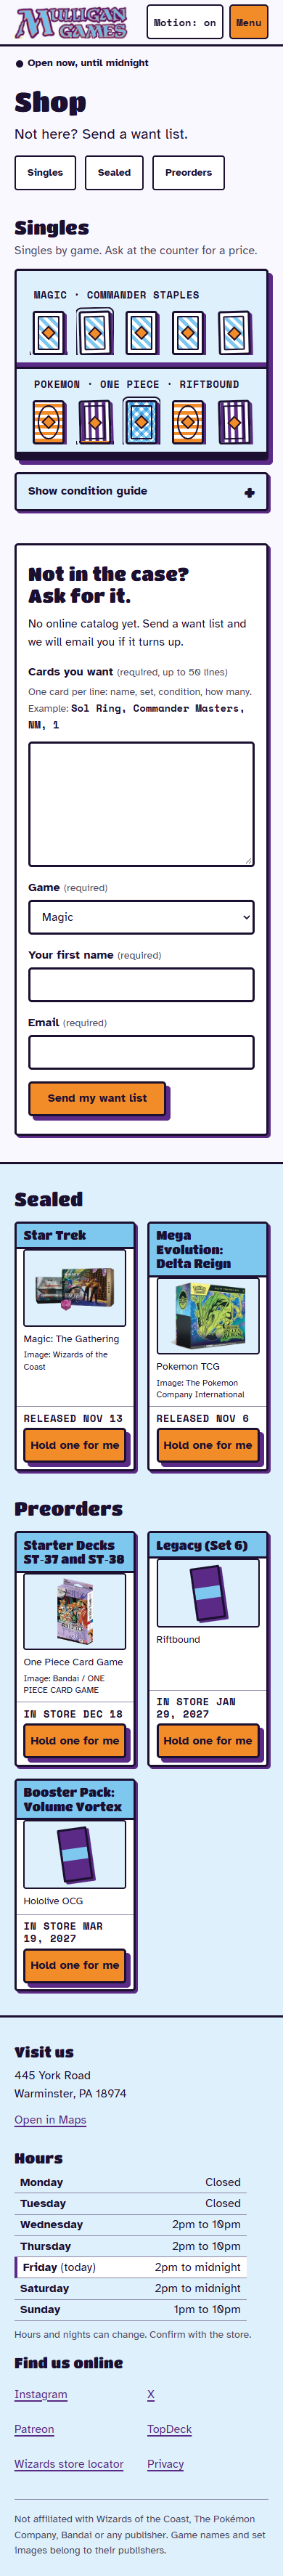 MULLIGAN
GAMES
Motion: on
Menu
Open now, until midnight
Shop
Not here? Send a want list.
Singles
Sealed
Preorders
Singles
Singles by game. Ask at the counter for a price.
MAGIC · COMMANDER STAPLES
POKEMON · ONE PIECE · RIFTBOUND
Show condition guide
Not in the case?
Ask for it.
No online catalog yet. Send a want list and
we will email you if it turns up.
Cards you want (required, up to 50 lines)
One card per line: name, set, condition, how many.
Example: Sol Ring, Commander Masters,
NM, 1
Game (required)
Magic
Your first name (required)
Email (required)
Send my want list
Sealed
Star Trek
Magic: The Gathering
Image: Wizards of the
Coast
RELEASED NOV 13
Hold one for me
Mega
Evolution:
Delta Reign
Pokemon TCG
Image: The Pokemon
Company International
RELEASED NOV 6
Hold one for me
Preorders
Starter Decks
ST-37 and ST-38
One Piece Card Game
Image: Bandai / ONE
PIECE CARD GAME
IN STORE DEC 18
Hold one for me
Legacy (Set 6)
Riftbound
IN STORE JAN
29, 2027
Hold one for me
Booster Pack:
Volume Vortex
Hololive OCG
IN STORE MAR
19, 2027
Hold one for me
Visit us
445 York Road
Warminster, PA 18974
Open in Maps
Hours
Monday Closed
Tuesday Closed
Wednesday 2pm to 10pm
Thursday 2pm to 10pm
Friday (today) 2pm to midnight
Saturday 2pm to midnight
Sunday 1pm to 10pm
Hours and nights can change. Confirm with the store.
Find us online
Instagram
X
Patreon
TopDeck
Wizards store locator
Privacy
Not affiliated with Wizards of the Coast, The Pokémon
Company, Bandai or any publisher. Game names and set
images belong to their publishers.